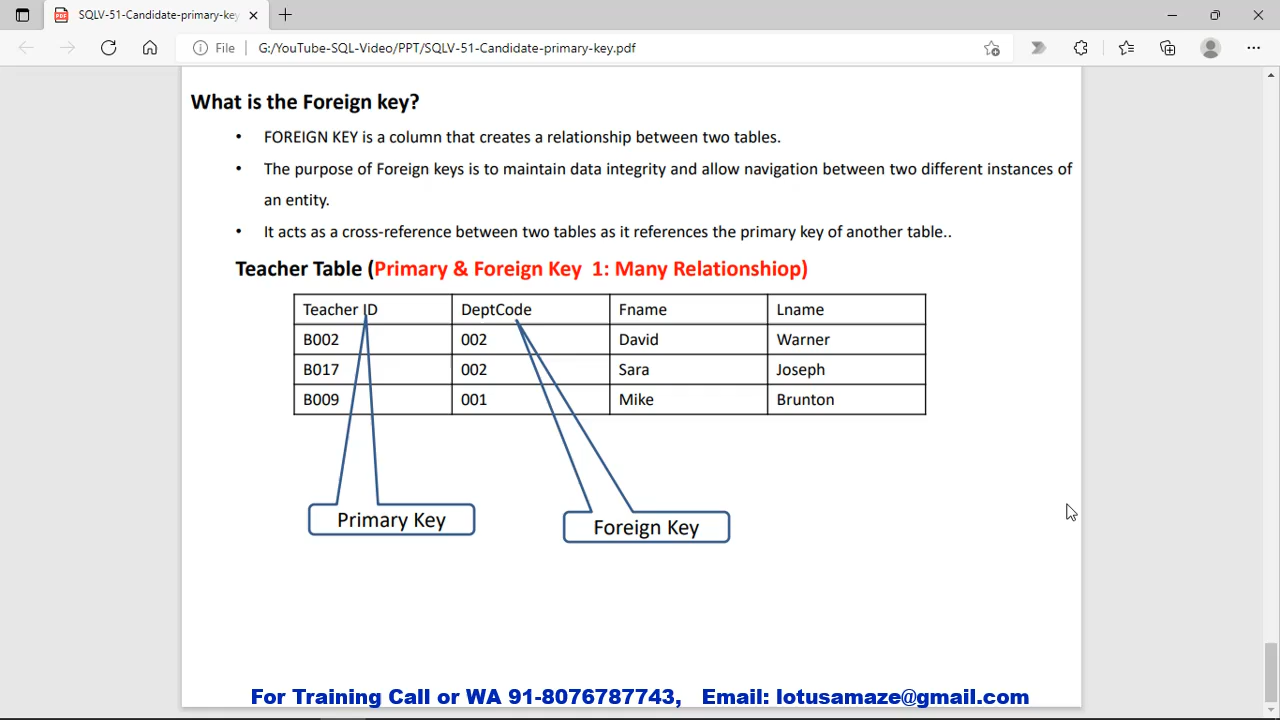 SQLV-51-Candidate-primary-key
File
G:/YouTube-SQL-Video/PPT/SQLV-51-Candidate-primary-key.pdf
What is the Foreign key?
• FOREIGN KEY is a column that creates a relationship between two tables.
• The purpose of Foreign keys is to maintain data integrity and allow navigation between two different instances of
an entity.
• It acts as a cross-reference between two tables as it references the primary key of another table..
Teacher Table (Primary & Foreign Key 1: Many Relationshiop)
Teacher ID DeptCode Fname Lname
B002 002 David Warner
B017 002 Sara Joseph
B009 001 Mike Brunton
Primary Key
Foreign Key
For Training Call or WA 91-8076787743, Email: lotusamaze@gmail.com